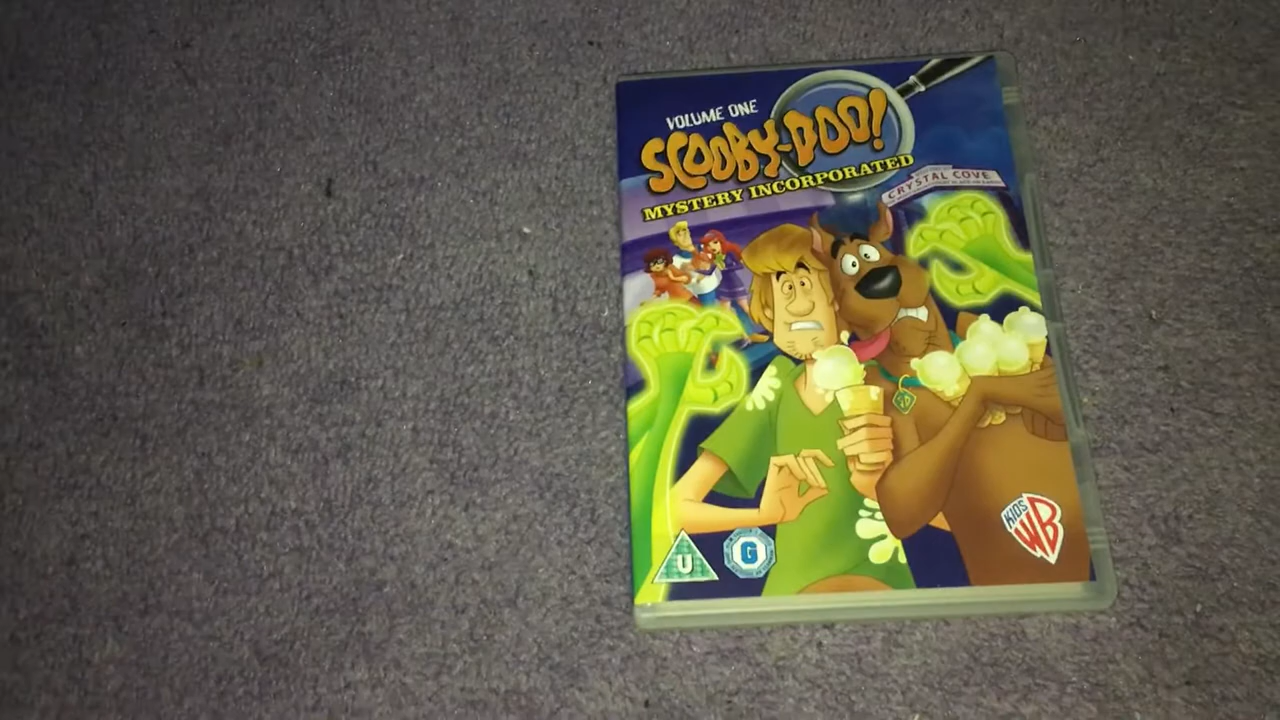 VOLUME ONE
SCOOBY-DOO!
MYSTERY INCORPORATED
CRYSTAL COVE
U
G
KIDS
WB